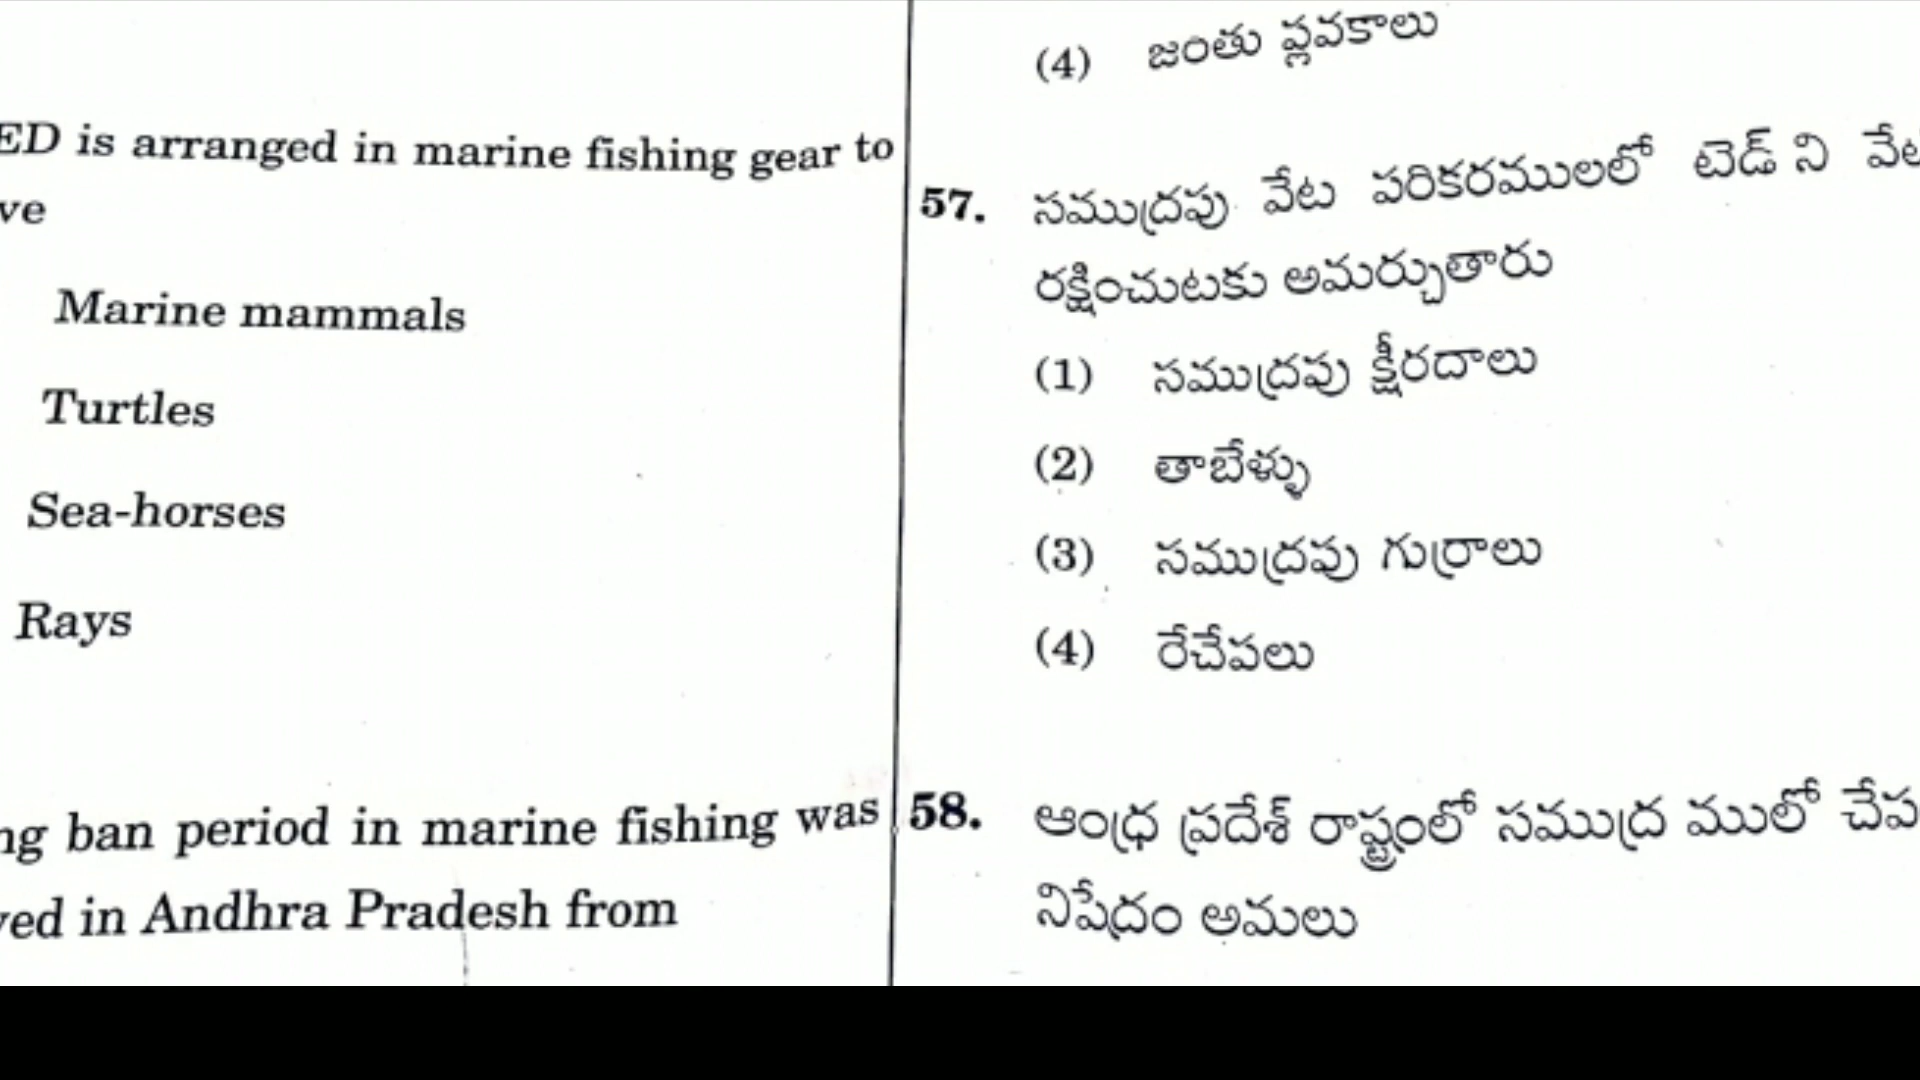 ED is arranged in marine fishing gear to
ve
Marine mammals
Turtles
Sea-horses
Rays
ng ban period in marine fishing was
ved in Andhra Pradesh from
(4) జంతు ప్లవకాలు
57. సముద్రపు వేట పరికరములలో టెడ్ ని వేట
రక్షించుటకు అమర్చుతారు
(1) సముద్రపు క్షీరదాలు
(2) తాబేళ్ళు
(3) సముద్రపు గుర్రాలు
(4) రేచేపలు
58. ఆంధ్ర ప్రదేశ్ రాష్ట్రంలో సముద్ర ములో చేప
నిషేదం అమలు